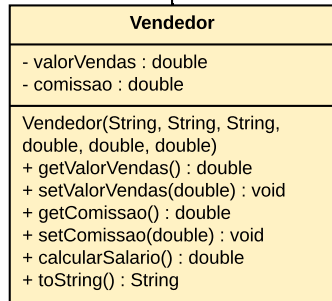 Vendedor
- valorVendas : double
- comissao : double
Vendedor(String, String, String,
double, double, double)
+ getValorVendas() : double
+ setValorVendas(double) : void
+ getComissao() : double
+ setComissao(double) : void
+ calcularSalario() : double
+ toString() : String